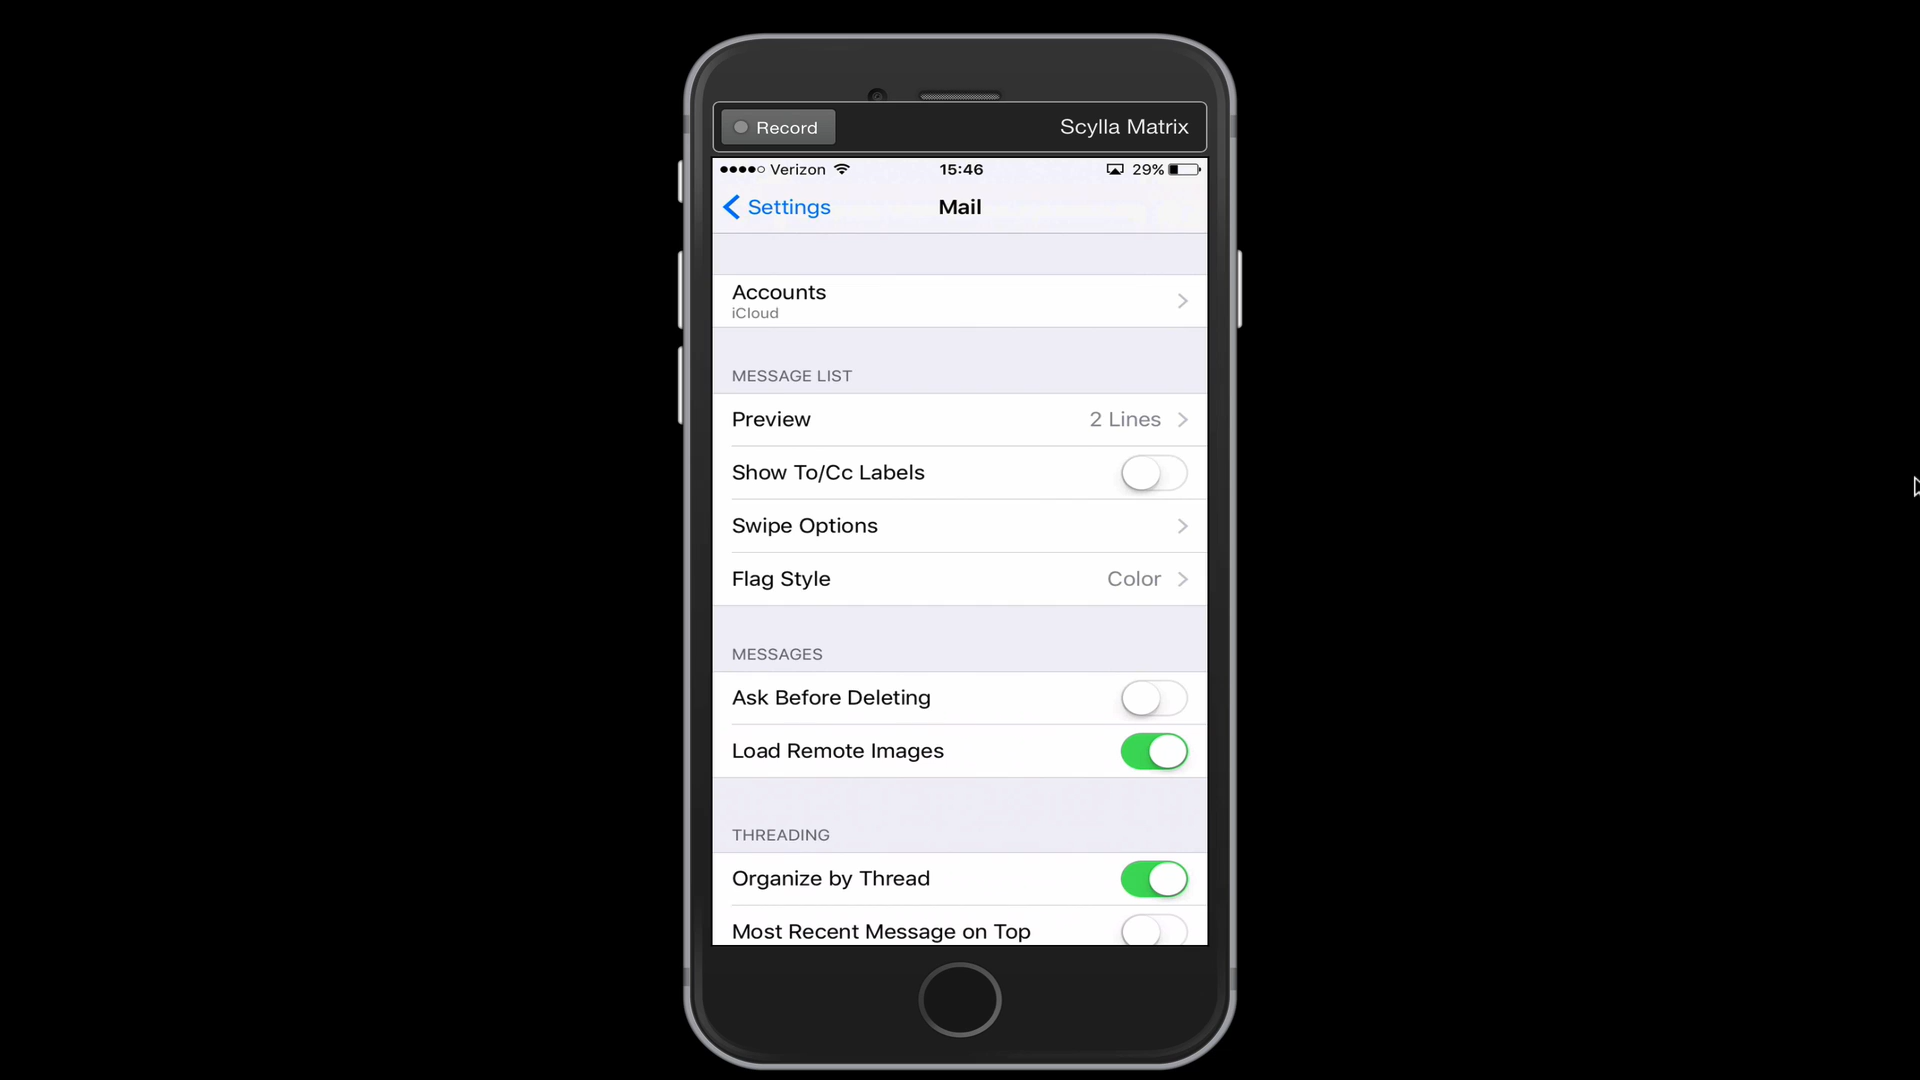 Record
Scylla Matrix
Verizon 15:46 29%
Settings Mail
Accounts
iCloud
MESSAGE LIST
Preview 2 Lines
Show To/Cc Labels
Swipe Options
Flag Style Color
MESSAGES
Ask Before Deleting
Load Remote Images
THREADING
Organize by Thread
Most Recent Message on Top